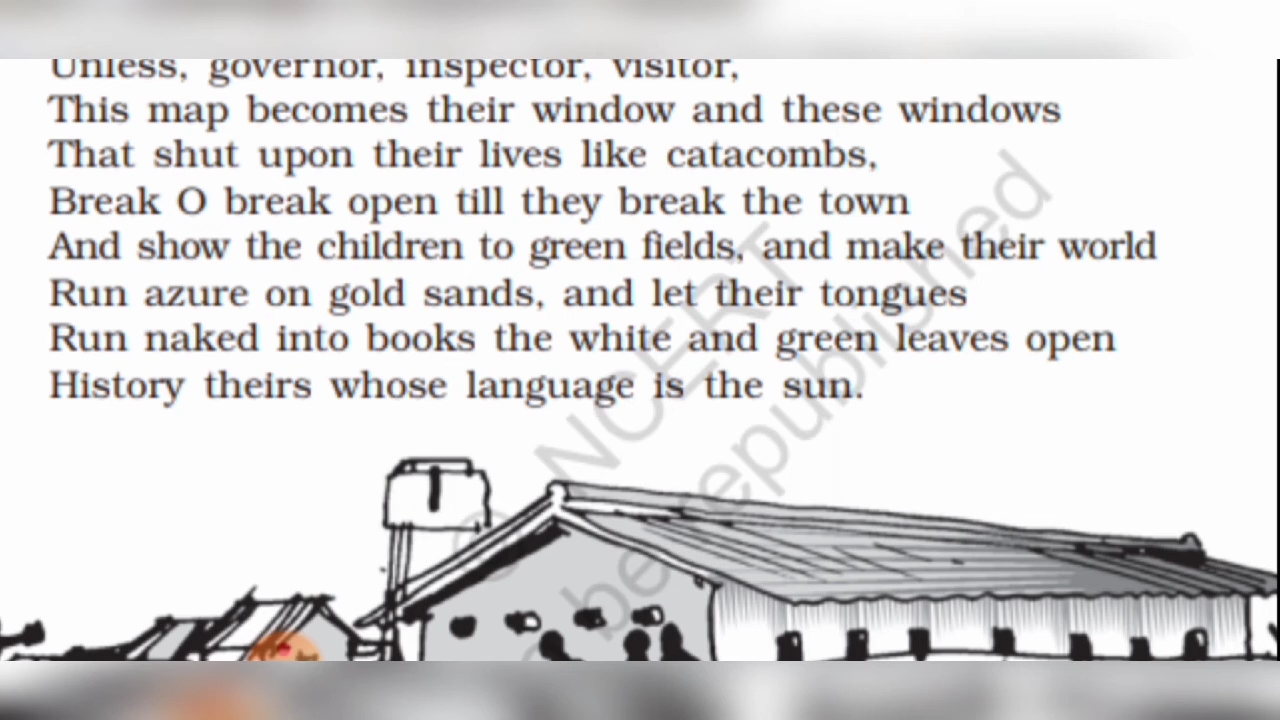 Unless, governor, inspector, visitor,
This map becomes their window and these windows
That shut upon their lives like catacombs,
Break O break open till they break the town
And show the children to green fields, and make their world
Run azure on gold sands, and let their tongues
Run naked into books the white and green leaves open
History theirs whose language is the sun.
© NCERT
be republished